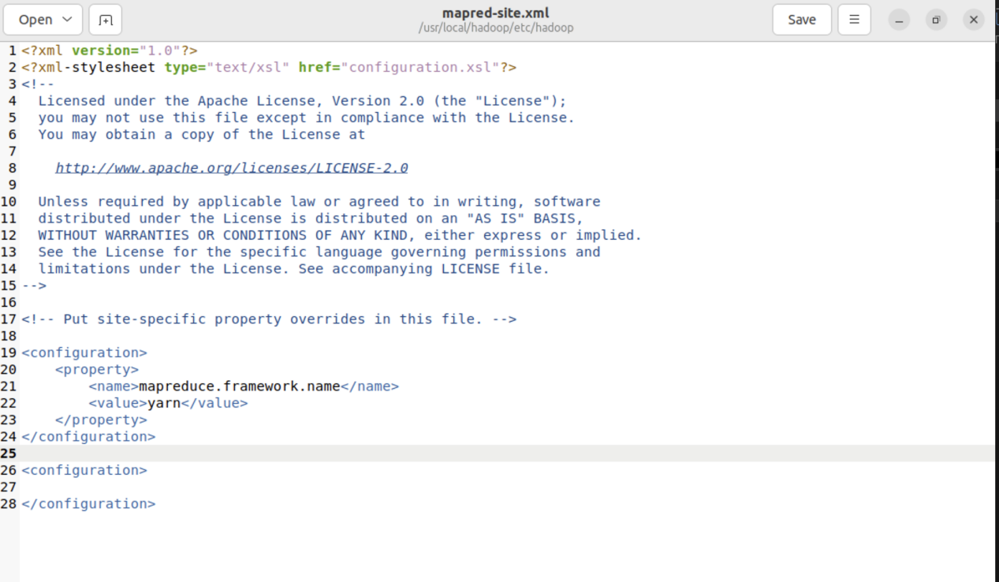 Open
mapred-site.xml
/usr/local/hadoop/etc/hadoop
Save
1 <?xml version="1.0"?>
2 <?xml-stylesheet type="text/xsl" href="configuration.xsl"?>
3 <!--
4   Licensed under the Apache License, Version 2.0 (the "License");
5   you may not use this file except in compliance with the License.
6   You may obtain a copy of the License at
7
8     http://www.apache.org/licenses/LICENSE-2.0
9
10   Unless required by applicable law or agreed to in writing, software
11   distributed under the License is distributed on an "AS IS" BASIS,
12   WITHOUT WARRANTIES OR CONDITIONS OF ANY KIND, either express or implied.
13   See the License for the specific language governing permissions and
14   limitations under the License. See accompanying LICENSE file.
15 -->
16
17 <!-- Put site-specific property overrides in this file. -->
18
19 <configuration>
20     <property>
21         <name>mapreduce.framework.name</name>
22         <value>yarn</value>
23     </property>
24 </configuration>
25
26 <configuration>
27
28 </configuration>